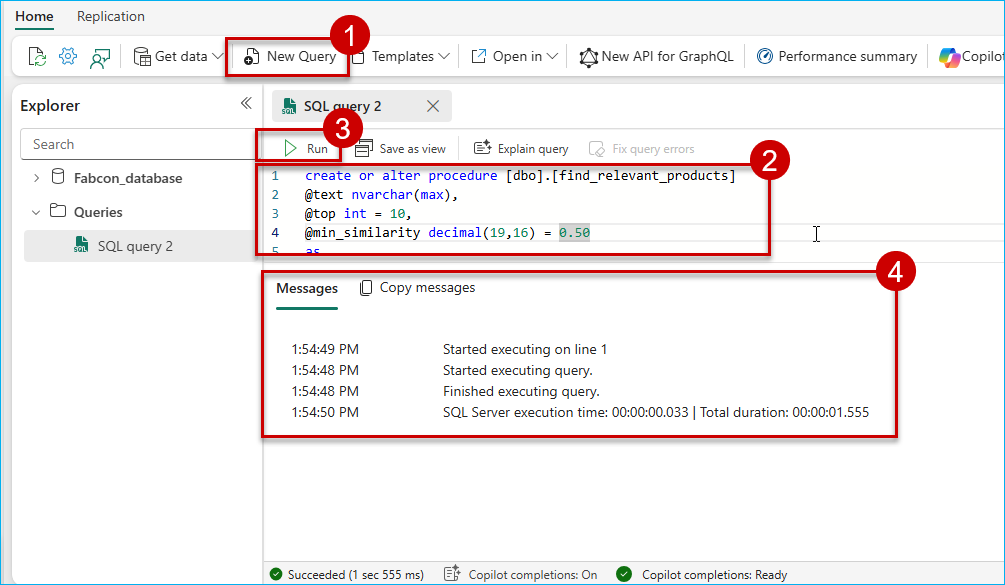 Home Replication
1
Get data New Query Templates Open in New API for GraphQL Performance summary Copilo
Explorer
SQL query 2
3
Search
Run Save as view Explain query Fix query errors
2
Fabcon_database
Queries
SQL query 2
1 create or alter procedure [dbo].[find_relevant_products]
2 @text nvarchar(max),
3 @top int = 10,
4 @min_similarity decimal(19,16) = 0.50
5 as
4
Messages Copy messages
1:54:49 PM Started executing on line 1
1:54:48 PM Started executing query.
1:54:48 PM Finished executing query.
1:54:50 PM SQL Server execution time: 00:00:00.033 | Total duration: 00:00:01.555
Succeeded (1 sec 555 ms) Copilot completions: On Copilot completions: Ready